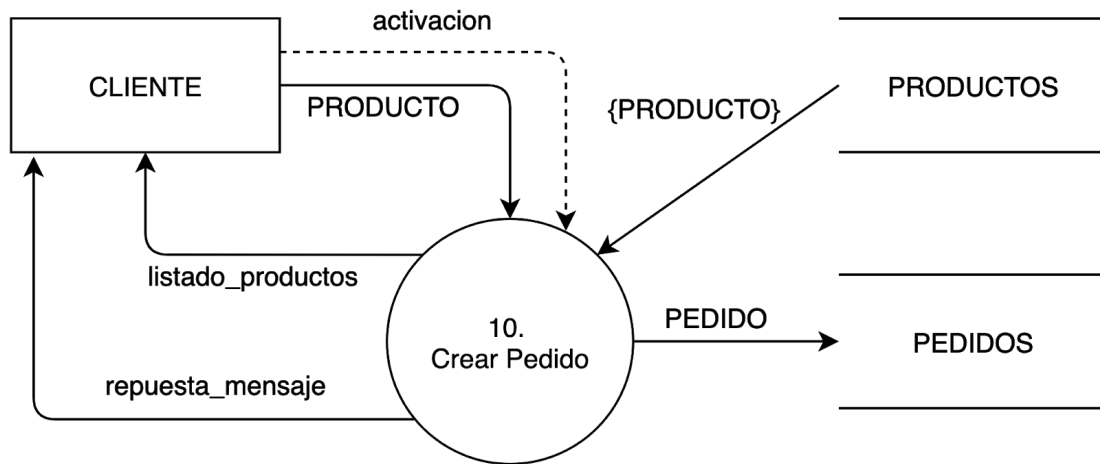 activacion
CLIENTE
PRODUCTO
{PRODUCTO}
PRODUCTOS
listado_productos
10.
Crear Pedido
PEDIDO
PEDIDOS
repuesta_mensaje